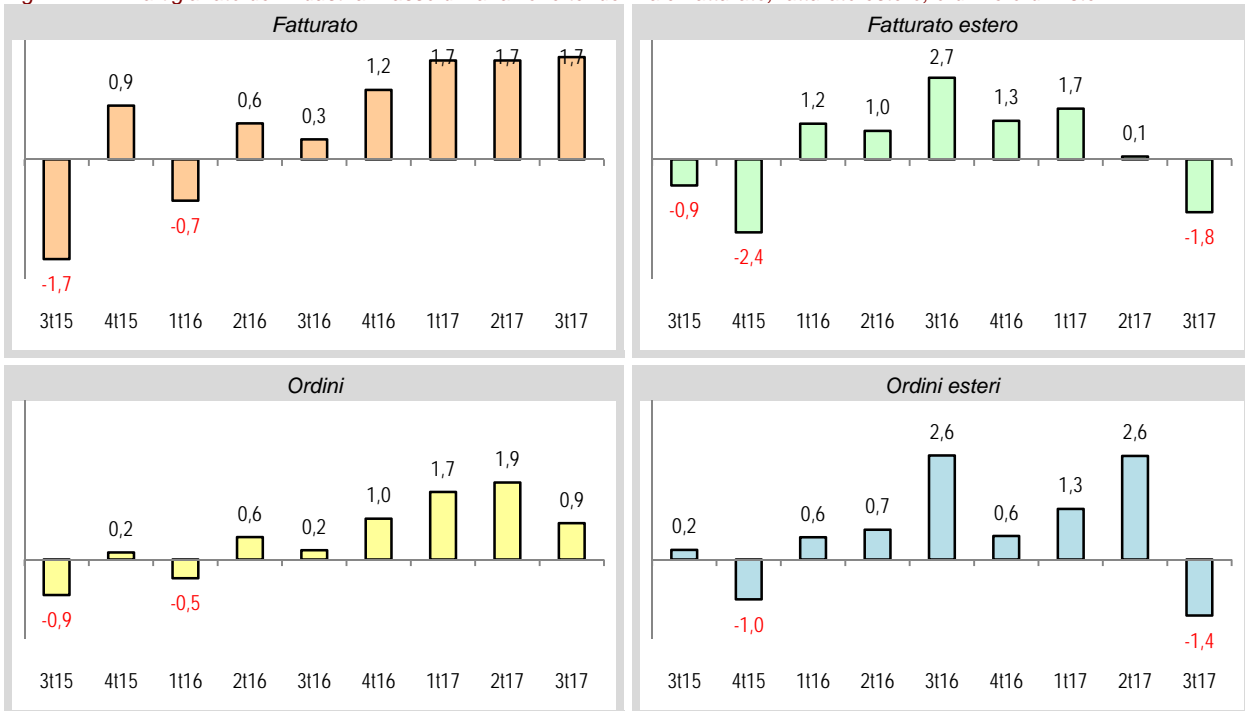 Fatturato
1,7 1,7 1,7
1,2
0,9
0,6
0,3
-0,7
-1,7
3t15 4t15 1t16 2t16 3t16 4t16 1t17 2t17 3t17
Fatturato estero
2,7
1,7
1,2 1,0 1,3
0,1
-0,9
-2,4
-1,8
3t15 4t15 1t16 2t16 3t16 4t16 1t17 2t17 3t17
Ordini
1,9
1,7
1,0
0,9
0,6
0,2 0,2
-0,9
-0,5
3t15 4t15 1t16 2t16 3t16 4t16 1t17 2t17 3t17
Ordini esteri
2,6 2,6
1,3
0,2 0,6 0,7 0,6
-1,0
-1,4
3t15 4t15 1t16 2t16 3t16 4t16 1t17 2t17 3t17